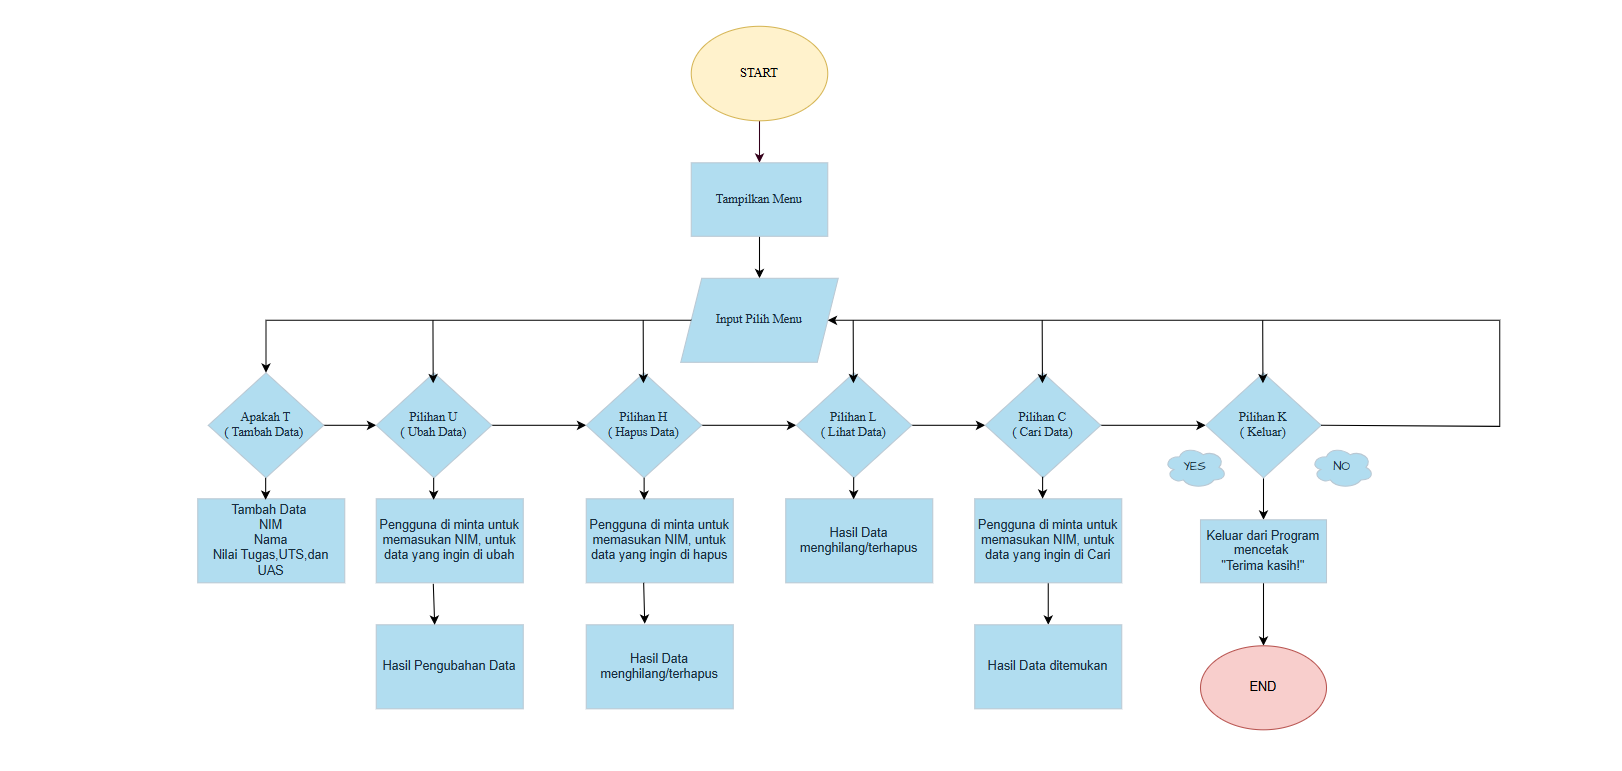 START
Tampilkan Menu
Input Pilih Menu
Apakah T
( Tambah Data)
Pilihan U
( Ubah Data)
Pilihan H
( Hapus Data)
Pilihan L
( Lihat Data)
Pilihan C
( Cari Data)
Pilihan K
( Keluar)
YES
NO
Tambah Data
NIM
Nama
Nilai Tugas,UTS,dan
UAS
Pengguna di minta untuk
memasukan NIM, untuk
data yang ingin di ubah
Pengguna di minta untuk
memasukan NIM, untuk
data yang ingin di hapus
Hasil Data
menghilang/terhapus
Pengguna di minta untuk
memasukan NIM, untuk
data yang ingin di Cari
Keluar dari Program
mencetak
"Terima kasih!"
Hasil Pengubahan Data
Hasil Data
menghilang/terhapus
Hasil Data ditemukan
END